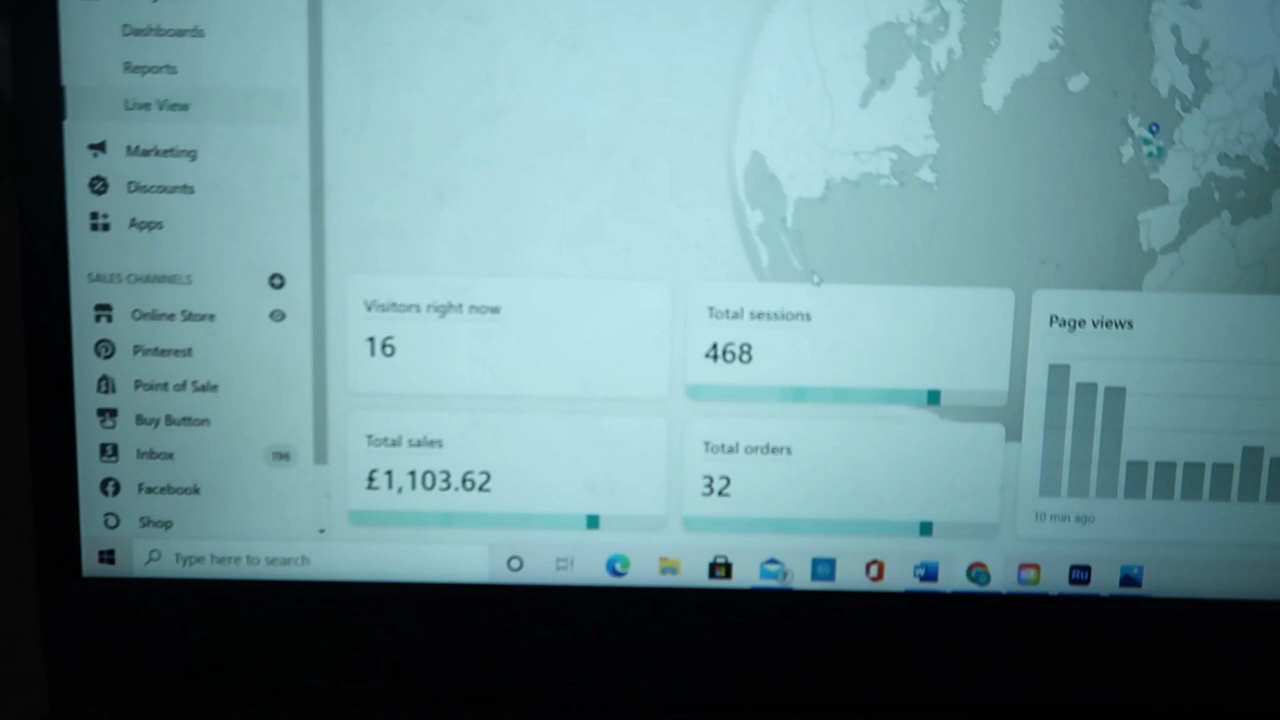 Dashboards
Reports
Live View
Marketing
Discounts
Apps
SALES CHANNELS
Online Store
Pinterest
Point of Sale
Buy Button
Inbox 196
Facebook
Shop
Visitors right now
16
Total sessions
468
Page views
Total sales
£1,103.62
Total orders
32
10 min ago
Type here to search
Ru